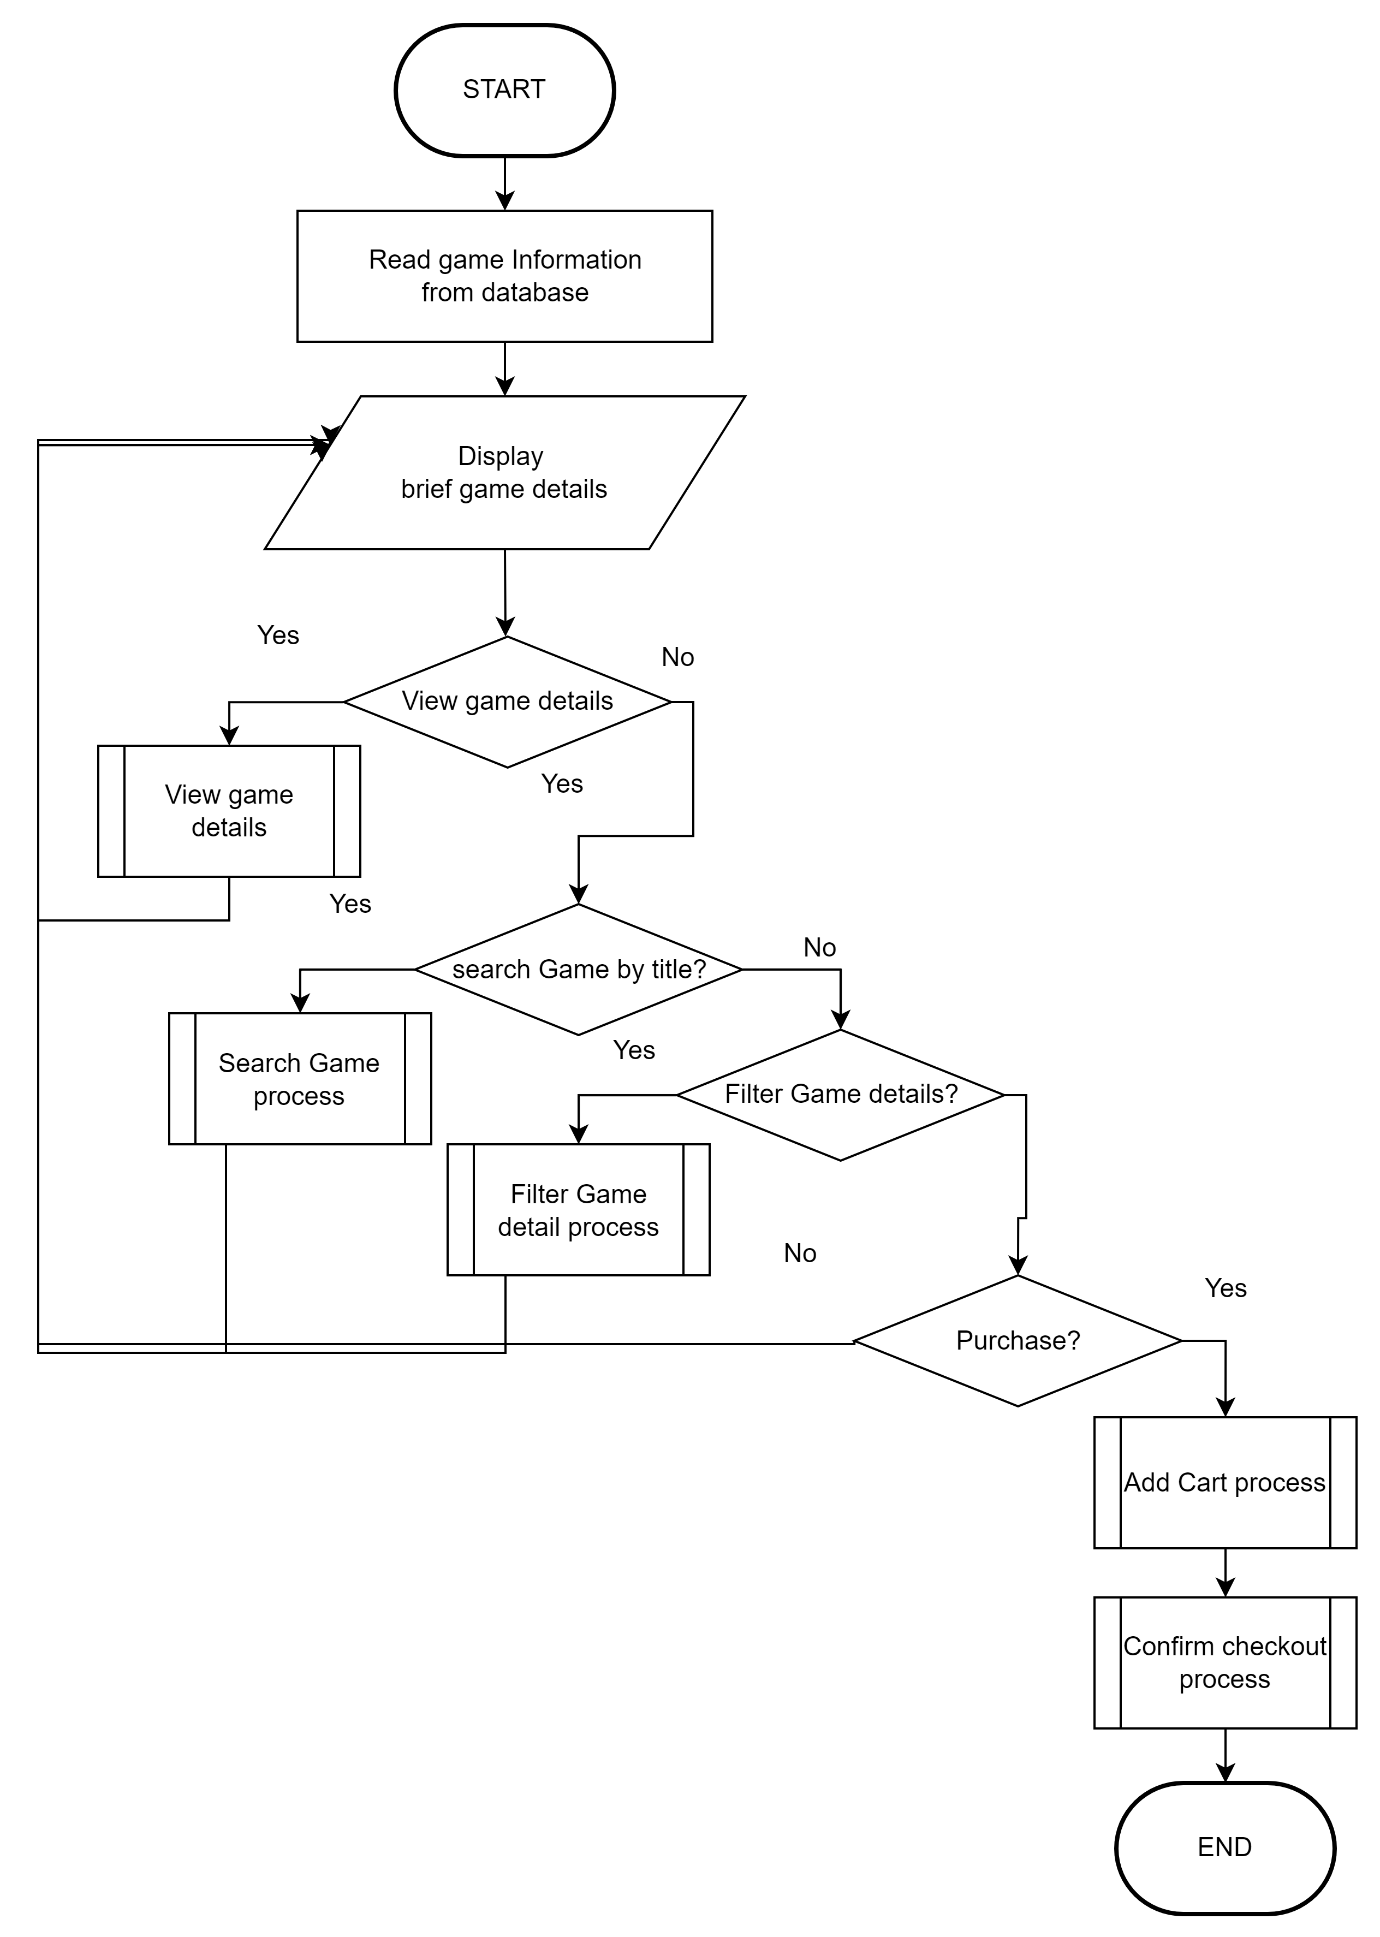 START
Read game Information
from database
Display
brief game details
Yes
No
View game details
Yes
View game
details
Yes
No
search Game by title?
Yes
Search Game
process
Filter Game details?
Filter Game
detail process
No
Yes
Purchase?
Add Cart process
Confirm checkout
process
END